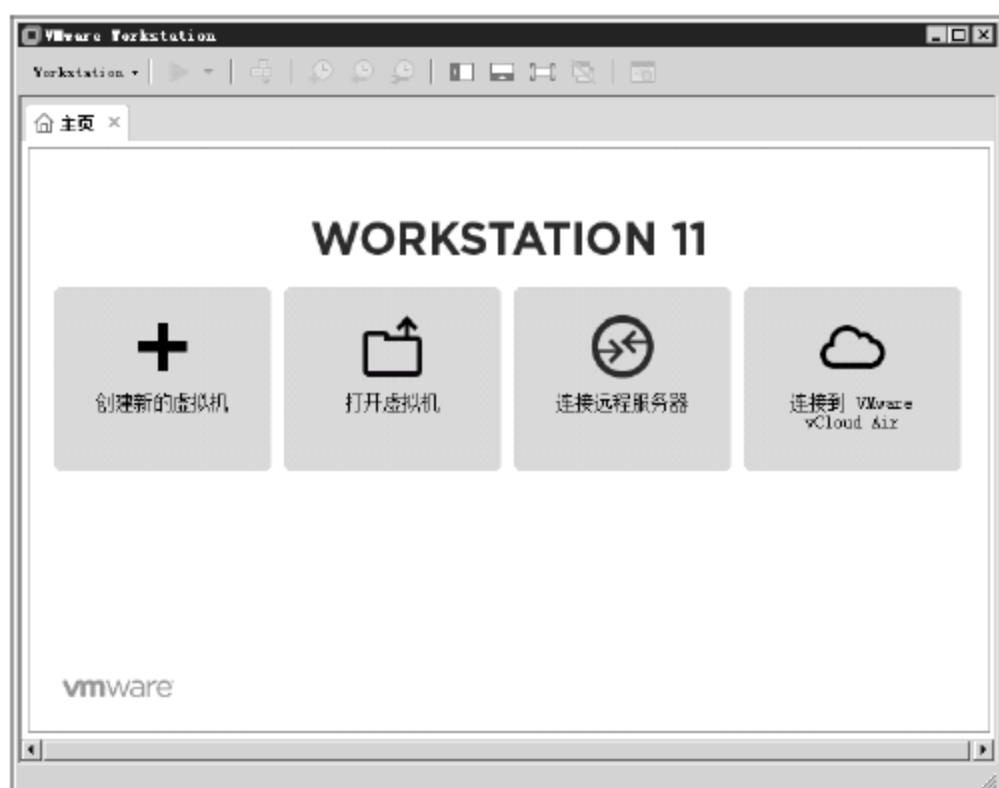 VMware Workstation
Workstation
主页
WORKSTATION 11
创建新的虚拟机
打开虚拟机
连接远程服务器
连接到 VMware
vCloud Air
vmware